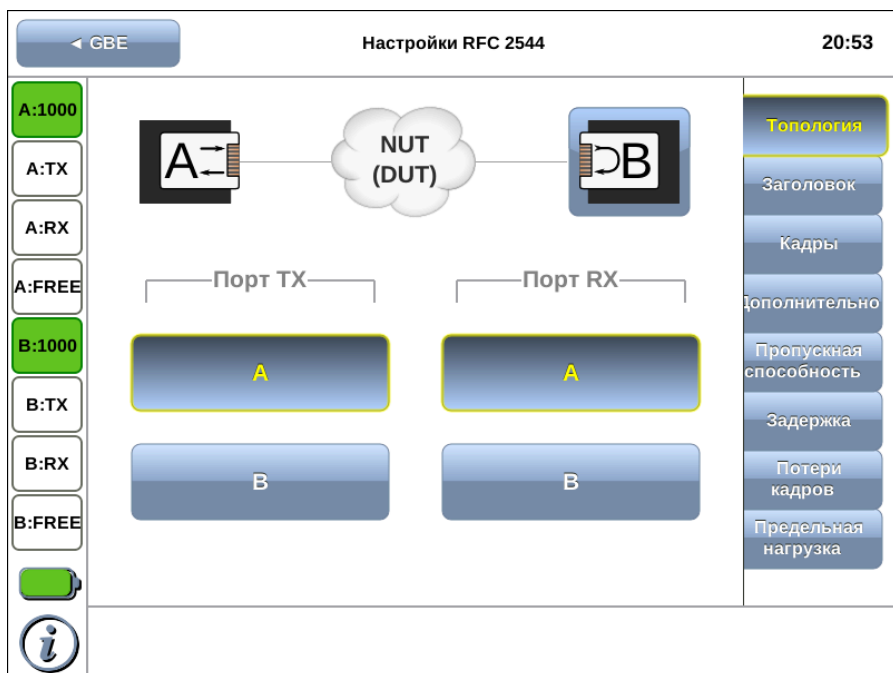 ◄ GBE
Настройки RFC 2544
20:53
A:1000
A:TX
A:RX
A:FREE
B:1000
B:TX
B:RX
B:FREE
A
NUT
(DUT)
B
Порт TX
Порт RX
A
A
B
B
Топология
Заголовок
Кадры
Дополнительно
Пропускная
способность
Задержка
Потери
кадров
Предельная
нагрузка
i